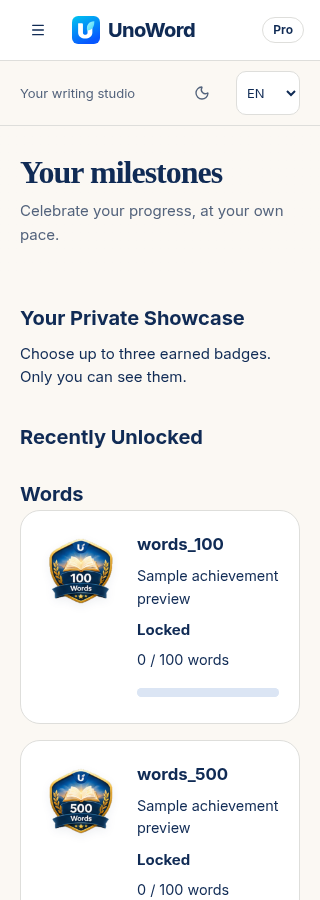 UnoWord
Pro
Your writing studio
EN
Your milestones
Celebrate your progress, at your own
pace.
Your Private Showcase
Choose up to three earned badges.
Only you can see them.
Recently Unlocked
Words
100
Words
words_100
Sample achievement
preview
Locked
0 / 100 words
500
Words
words_500
Sample achievement
preview
Locked
0 / 100 words